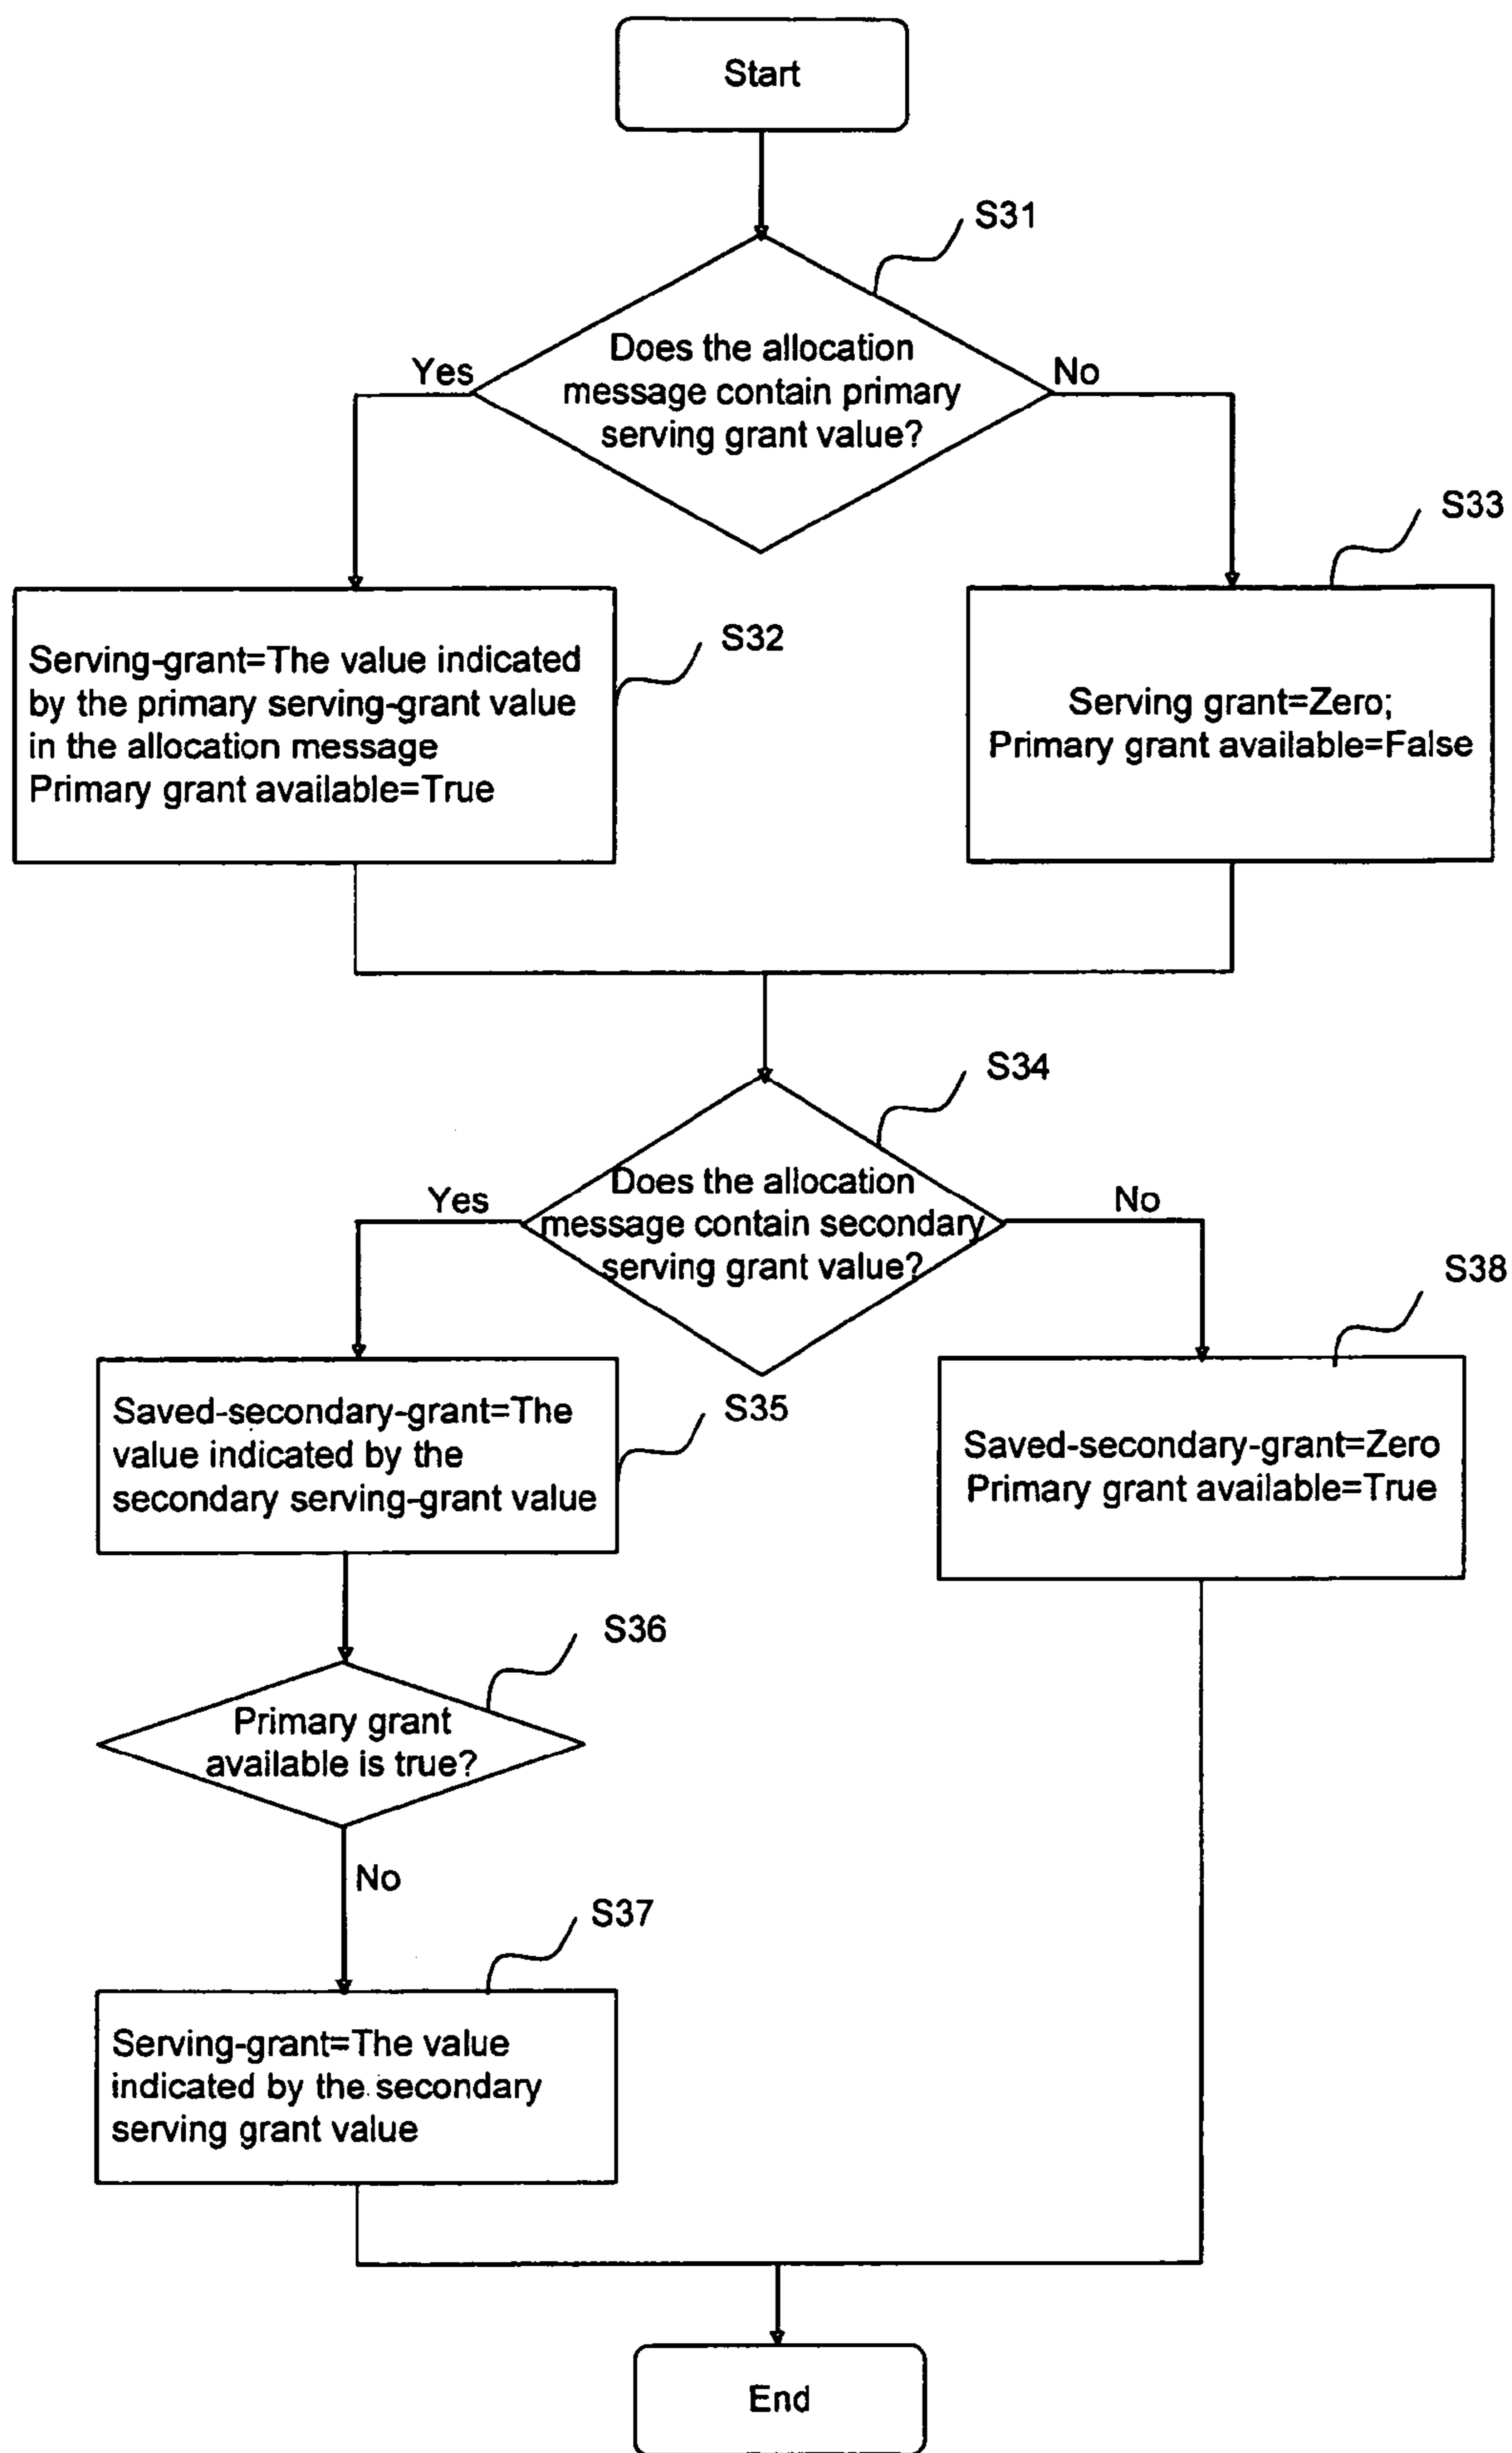 Start
S31
Does the allocation
message contain primary
serving grant value?
Yes
No
S33
S32
Serving-grant=The value indicated
by the primary serving-grant value
in the allocation message
Primary grant available=True
Serving grant=Zero;
Primary grant available=False
S34
Does the allocation
message contain secondary
serving grant value?
Yes
No
S38
S35
Saved-secondary-grant=The
value indicated by the
secondary serving-grant value
Saved-secondary-grant=Zero
Primary grant available=True
S36
Primary grant
available is true?
No
S37
Serving-grant=The value
indicated by the secondary
serving grant value
End